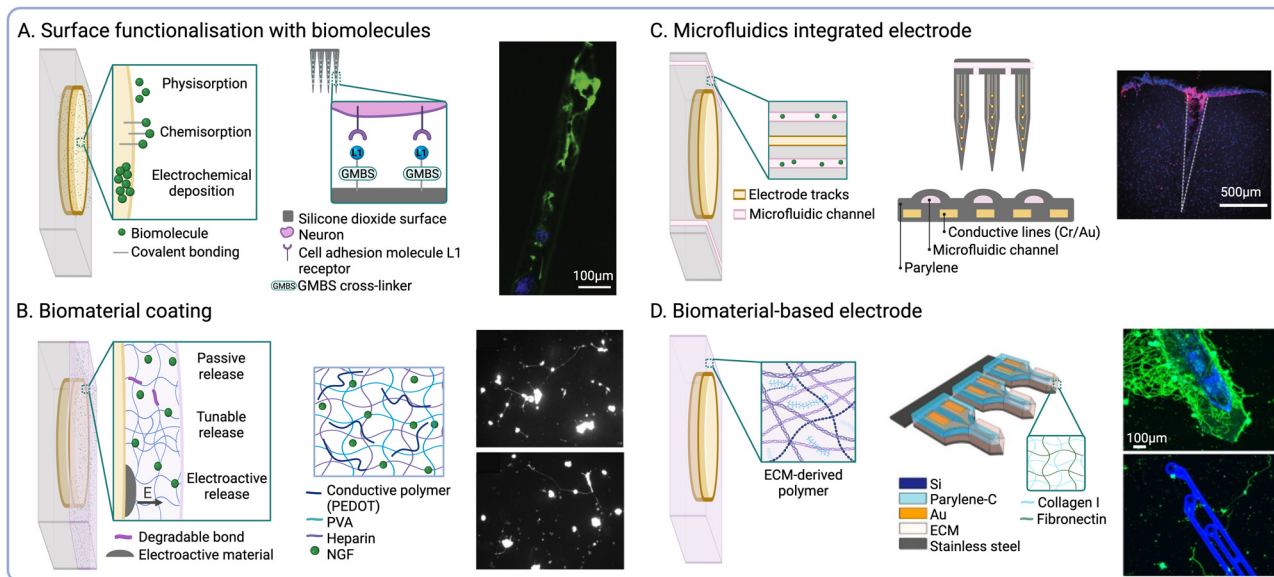 A. Surface functionalisation with biomolecules
Physisorption
Chemisorption
Electrochemical
deposition
Biomolecule
Covalent bonding
L1
L1
GMBS
GMBS
Silicone dioxide surface
Neuron
Cell adhesion molecule L1
receptor
GMBS GMBS cross-linker
100µm
B. Biomaterial coating
Passive
release
Tunable
release
Electroactive
release
E
Degradable bond
Electroactive material
Conductive polymer
(PEDOT)
PVA
Heparin
NGF
C. Microfluidics integrated electrode
Electrode tracks
Microfluidic channel
Conductive lines (Cr/Au)
Microfluidic channel
Parylene
500µm
D. Biomaterial-based electrode
ECM-derived
polymer
Si
Parylene-C
Au
ECM
Stainless steel
Collagen I
Fibronectin
100µm